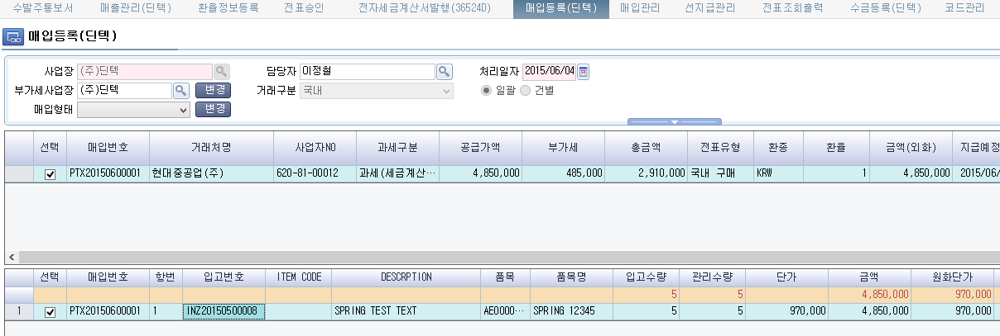 수발주통보서 매출관리(딘텍) 환율정보등록 전표승인 전자세금계산서발행(36524D) 매입등록(딘텍) 매입관리 선지급관리 전표조회출력 수금등록(딘텍) 코드관리
매입등록(딘텍)
사업장 (주)딘텍 담당자 이정철 처리일자 2015/06/04
부가세사업장 (주)딘텍 변경 거래구분 국내 일괄 건별
매입형태 변경
선택 매입번호 거래처명 사업자NO 과세구분 공급가액 부가세 총금액 전표유형 환종 환율 금액(외화) 지급예정
PTX20150600001 현대중공업(주) 620-81-00012 과세(세금계산… 4,850,000 485,000 2,910,000 국내 구매 KRW 1 4,850,000 2015/06/
선택 매입번호 항번 입고번호 ITEM CODE DESCRPTION 품목 품목명 입고수량 관리수량 단가 금액 원화단가
5 5 4,850,000 970,000
1 PTX20150600001 1 INZ20150500008 SPRING TEST TEXT AE0000… SPRING 12345 5 5 970,000 4,850,000 970,000